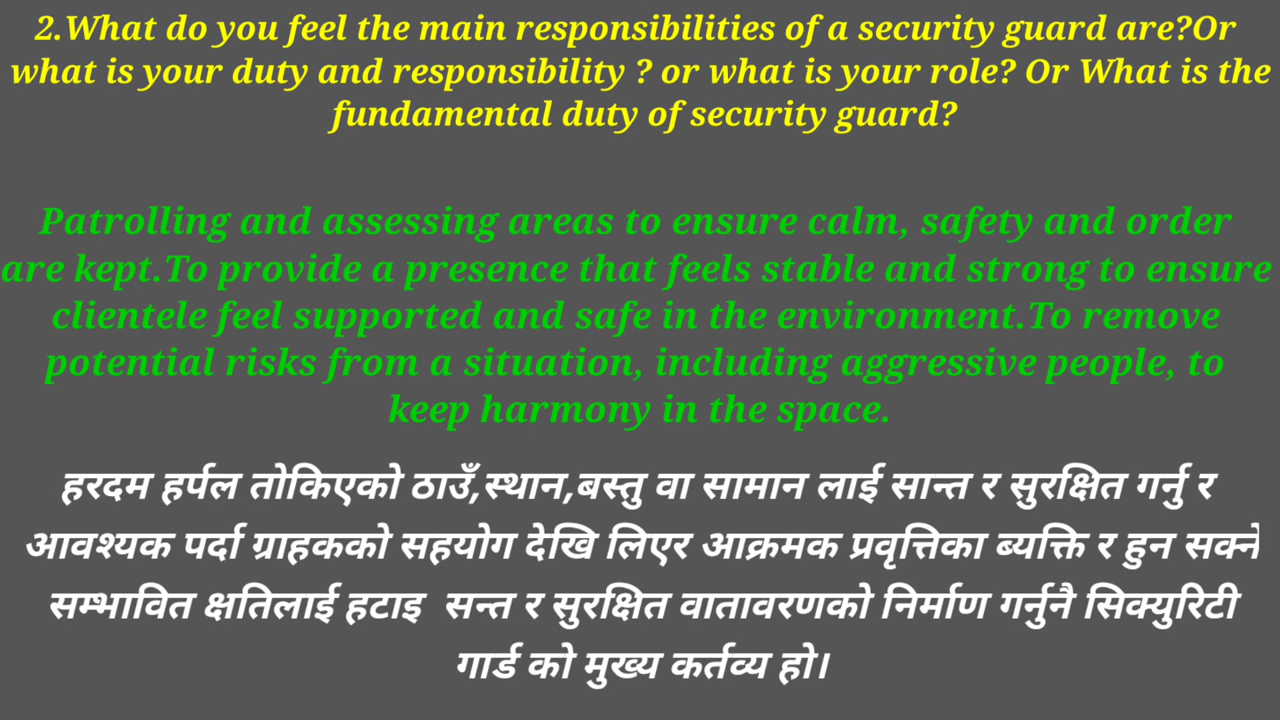 2.What do you feel the main responsibilities of a security guard are?Or
what is your duty and responsibility ? or what is your role? Or What is the
fundamental duty of security guard?
Patrolling and assessing areas to ensure calm, safety and order
are kept.To provide a presence that feels stable and strong to ensure
clientele feel supported and safe in the environment.To remove
potential risks from a situation, including aggressive people, to
keep harmony in the space.
हरदम हर्पल तोकिएको ठाउँ,स्थान,बस्तु वा सामान लाई सान्त र सुरक्षित गर्नु र
आवश्यक पर्दा ग्राहकको सहयोग देखि लिएर आक्रमक प्रवृत्तिका ब्यक्ति र हुन सक्ने
सम्भावित क्षतिलाई हटाइ सन्त र सुरक्षित वातावरणको निर्माण गर्नुनै सिक्युरिटी
गार्ड को मुख्य कर्तव्य हो।